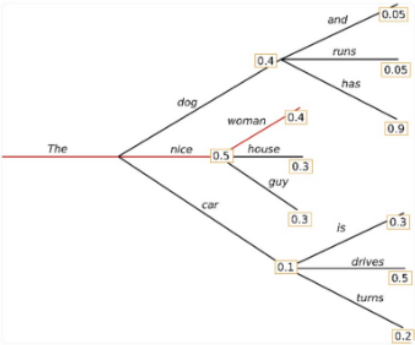 and
0.05
0.4
runs
0.05
has
dog
0.9
woman
0.4
The
nice
0.5
house
0.3
guy
0.3
car
is
0.3
0.1
drives
0.5
turns
0.2